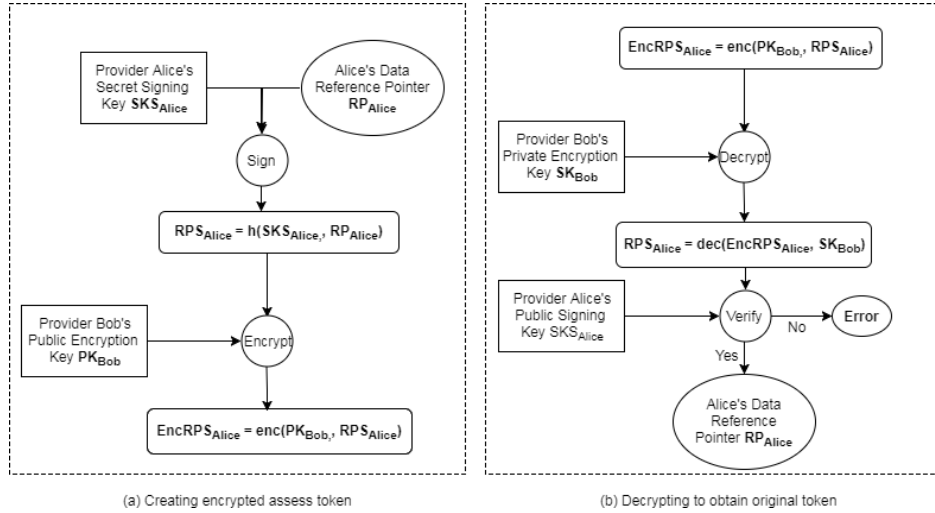 Provider Alice's
Secret Signing
Key SKS_Alice
Alice's Data
Reference Pointer
RP_Alice
Sign
RPS_Alice = h(SKS_Alice,, RP_Alice)
Provider Bob's
Public Encryption
Key PK_Bob
Encrypt
EncRPS_Alice = enc(PK_Bob,, RPS_Alice)
(a) Creating encrypted assess token
EncRPS_Alice = enc(PK_Bob,, RPS_Alice)
Provider Bob's
Private Encryption
Key SK_Bob
Decrypt
RPS_Alice = dec(EncRPS_Alice, SK_Bob)
Provider Alice's
Public Signing
Key SKS_Alice
Verify
No
Error
Yes
Alice's Data
Reference
Pointer RP_Alice
(b) Decrypting to obtain original token